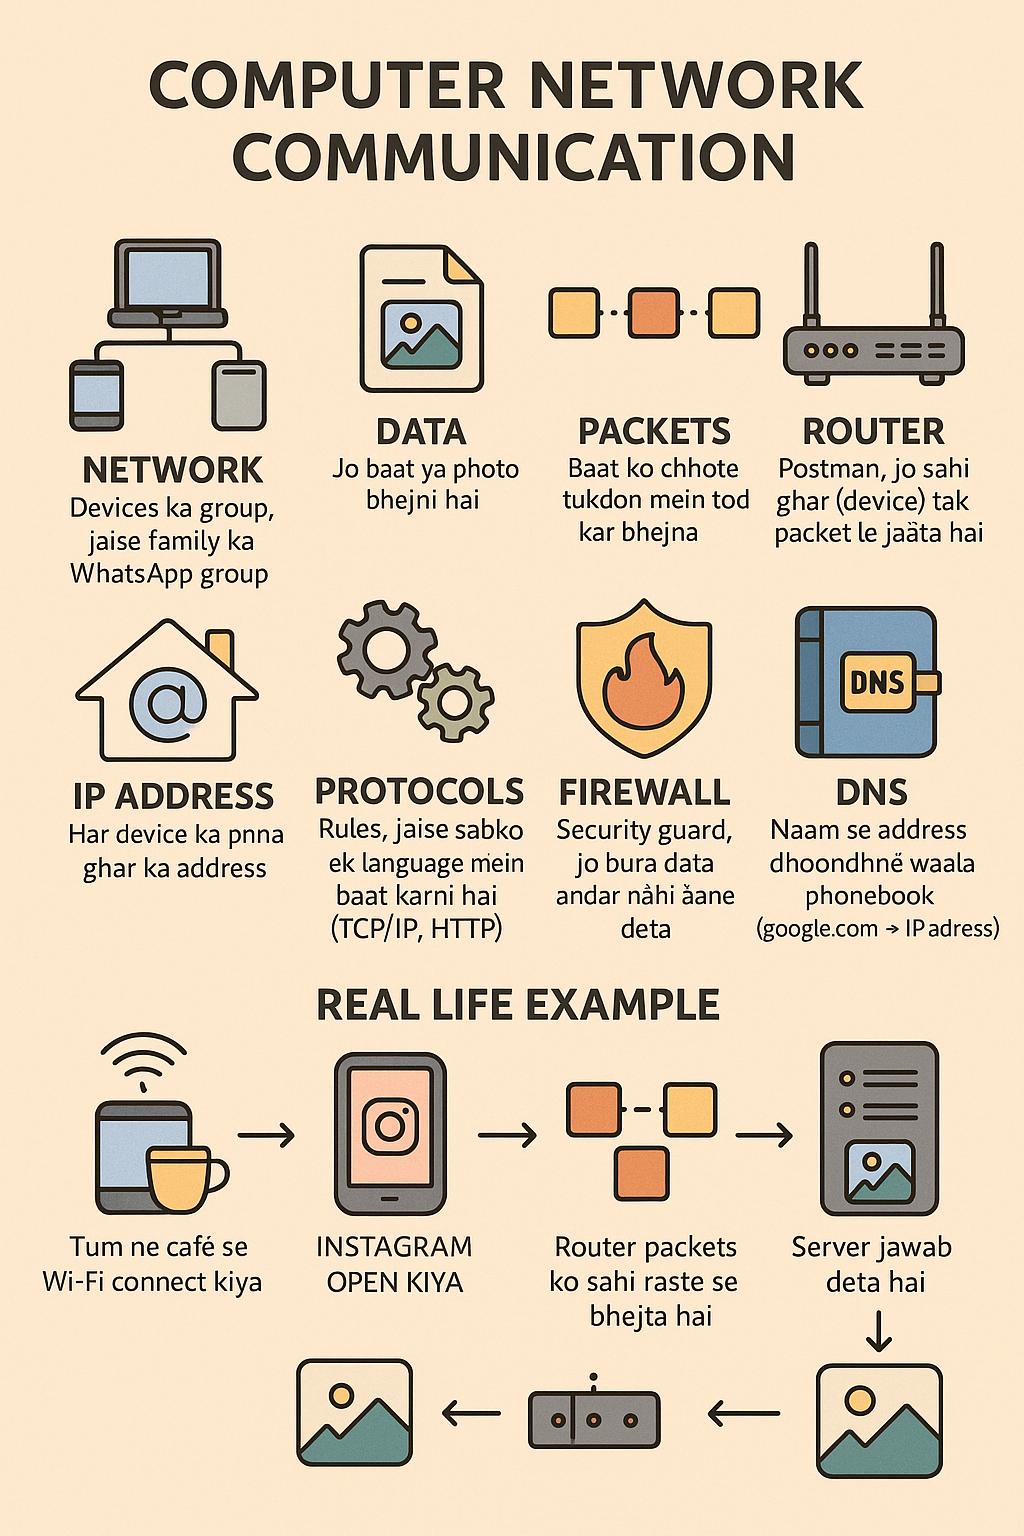 COMPUTER NETWORK
COMMUNICATION
NETWORK
Devices ka group,
jaise family ka
WhatsApp group
DATA
Jo baat ya photo
bhejni hai
PACKETS
Baat ko chhote
tukdon mein tod
kar bhejna
ROUTER
Postman, jo sahi
ghar (device) tak
packet le jaäta hai
@
IP ADDRESS
Har device ka pnna
ghar ka address
PROTOCOLS
Rules, jaise sabko
ek language mein
baat karni hai
(TCP/IP, HTTP)
FIREWALL
Security guard,
jo bura data
andar nàhi ǎane
deta
DNS
DNS
Naam se address
dhoondhnë waala
phonebook
(google.com → IP adress)
REAL LIFE EXAMPLE
Tum ne café se
Wi-Fi connect kiya
INSTAGRAM
OPEN KIYA
Router packets
ko sahi raste se
bhejta hai
Server jawab
deta hai